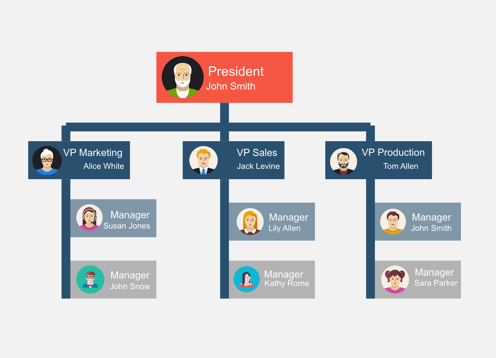 President
John Smith
VP Marketing
Alice White
VP Sales
Jack Levine
VP Production
Tom Allen
Manager
Susan Jones
Manager
Lily Allen
Manager
John Smith
Manager
John Snow
Manager
Kathy Rome
Manager
Sara Parker